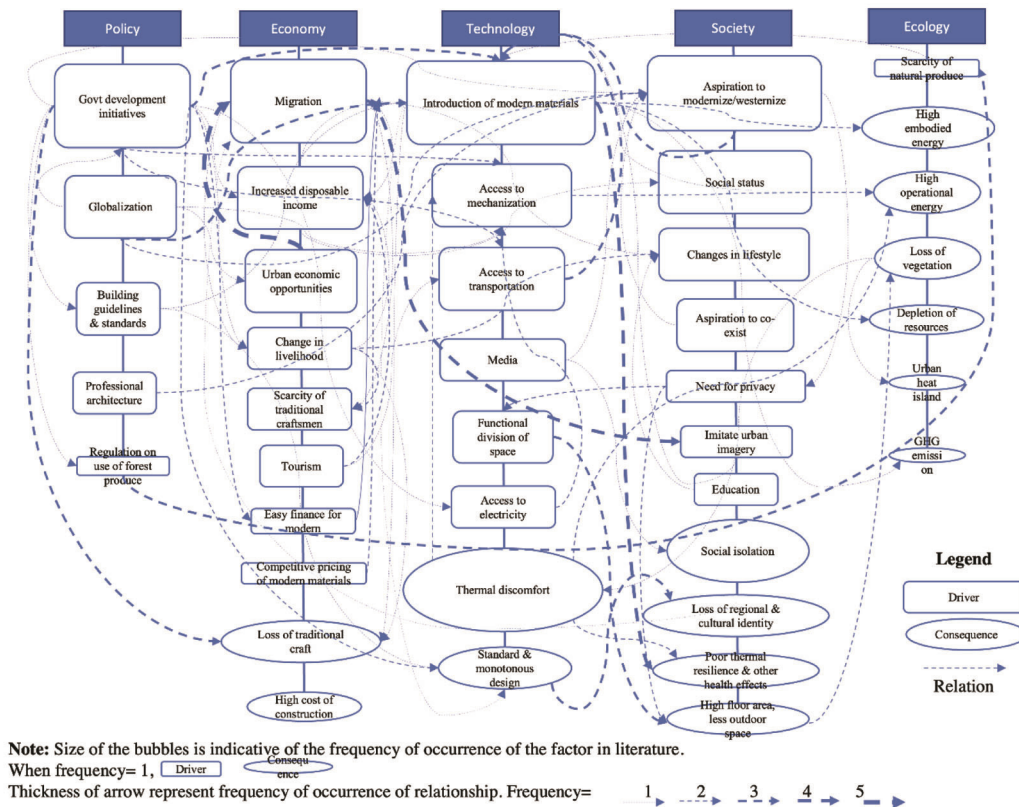 Policy
Economy
Technology
Society
Ecology
Govt development
initiatives
Globalization
Building
guidelines
& standards
Professional
architecture
Regulation on
use of forest
produce
Migration
Increased disposable
income
Urban economic
opportunities
Change in
livelihood
Scarcity of
traditional
craftsmen
Tourism
Easy finance for
modern
Competitive pricing
of modern materials
Loss of traditional
craft
High cost of
construction
Introduction of modern materials
Access to
mechanization
Access to
transportation
Media
Functional
division of
space
Access to
electricity
Thermal discomfort
Standard &
monotonous
design
Aspiration to
modernize/westernize
Social status
Changes in lifestyle
Aspiration to co-
exist
Need for privacy
Imitate urban
imagery
Education
Social isolation
Loss of regional &
cultural identity
Poor thermal
resilience & other
health effects
High floor area,
less outdoor
space
Scarcity of
natural produce
High
embodied
energy
High
operational
energy
Loss of
vegetation
Depletion of
resources
Urban
heat
island
GHG
emissi
on
Legend
Driver
Consequence
Relation
Note: Size of the bubbles is indicative of the frequency of occurrence of the factor in literature.
When frequency= 1, Driver Consequ
ence
Thickness of arrow represent frequency of occurrence of relationship. Frequency= 1 2 3 4 5